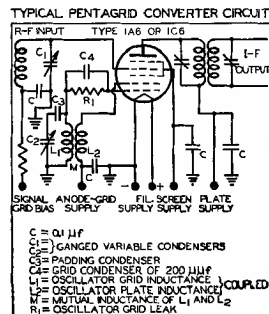 TYPICAL PENTAGRID CONVERTER CIRCUIT
R-F INPUT TYPE 1A6 OR 1C6
C1 C4 I-F OUTPUT
C C3 R1
C2 L1 L2 C C
M C - +
SIGNAL GRID BIAS ANODE-GRID SUPPLY FIL. SUPPLY SCREEN SUPPLY PLATE SUPPLY
C = 0.1 µf
C1 =
C2 = } GANGED VARIABLE CONDENSERS
C3 = PADDING CONDENSER
C4 = GRID CONDENSER OF 200 µµf
L1 = OSCILLATOR GRID INDUCTANCE
L2 = OSCILLATOR PLATE INDUCTANCE } COUPLED
M = MUTUAL INDUCTANCE OF L1 AND L2
R1 = OSCILLATOR GRID LEAK